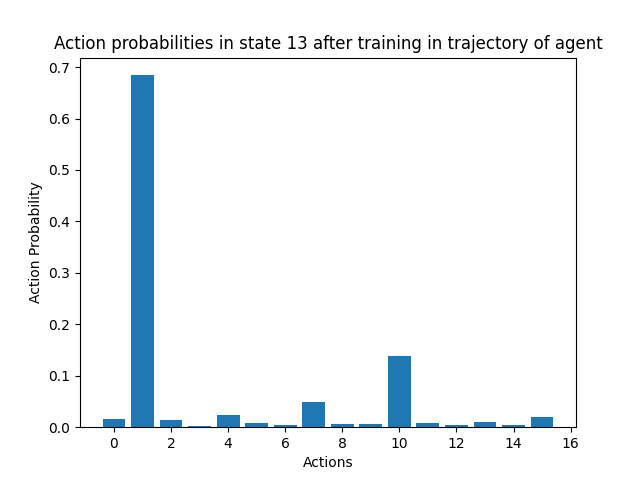 Action probabilities in state 13 after training in trajectory of agent
0.7
0.6
0.5
0.4
0.3
0.2
0.1
0.0
Action Probability
0 2 4 6 8 10 12 14 16
Actions